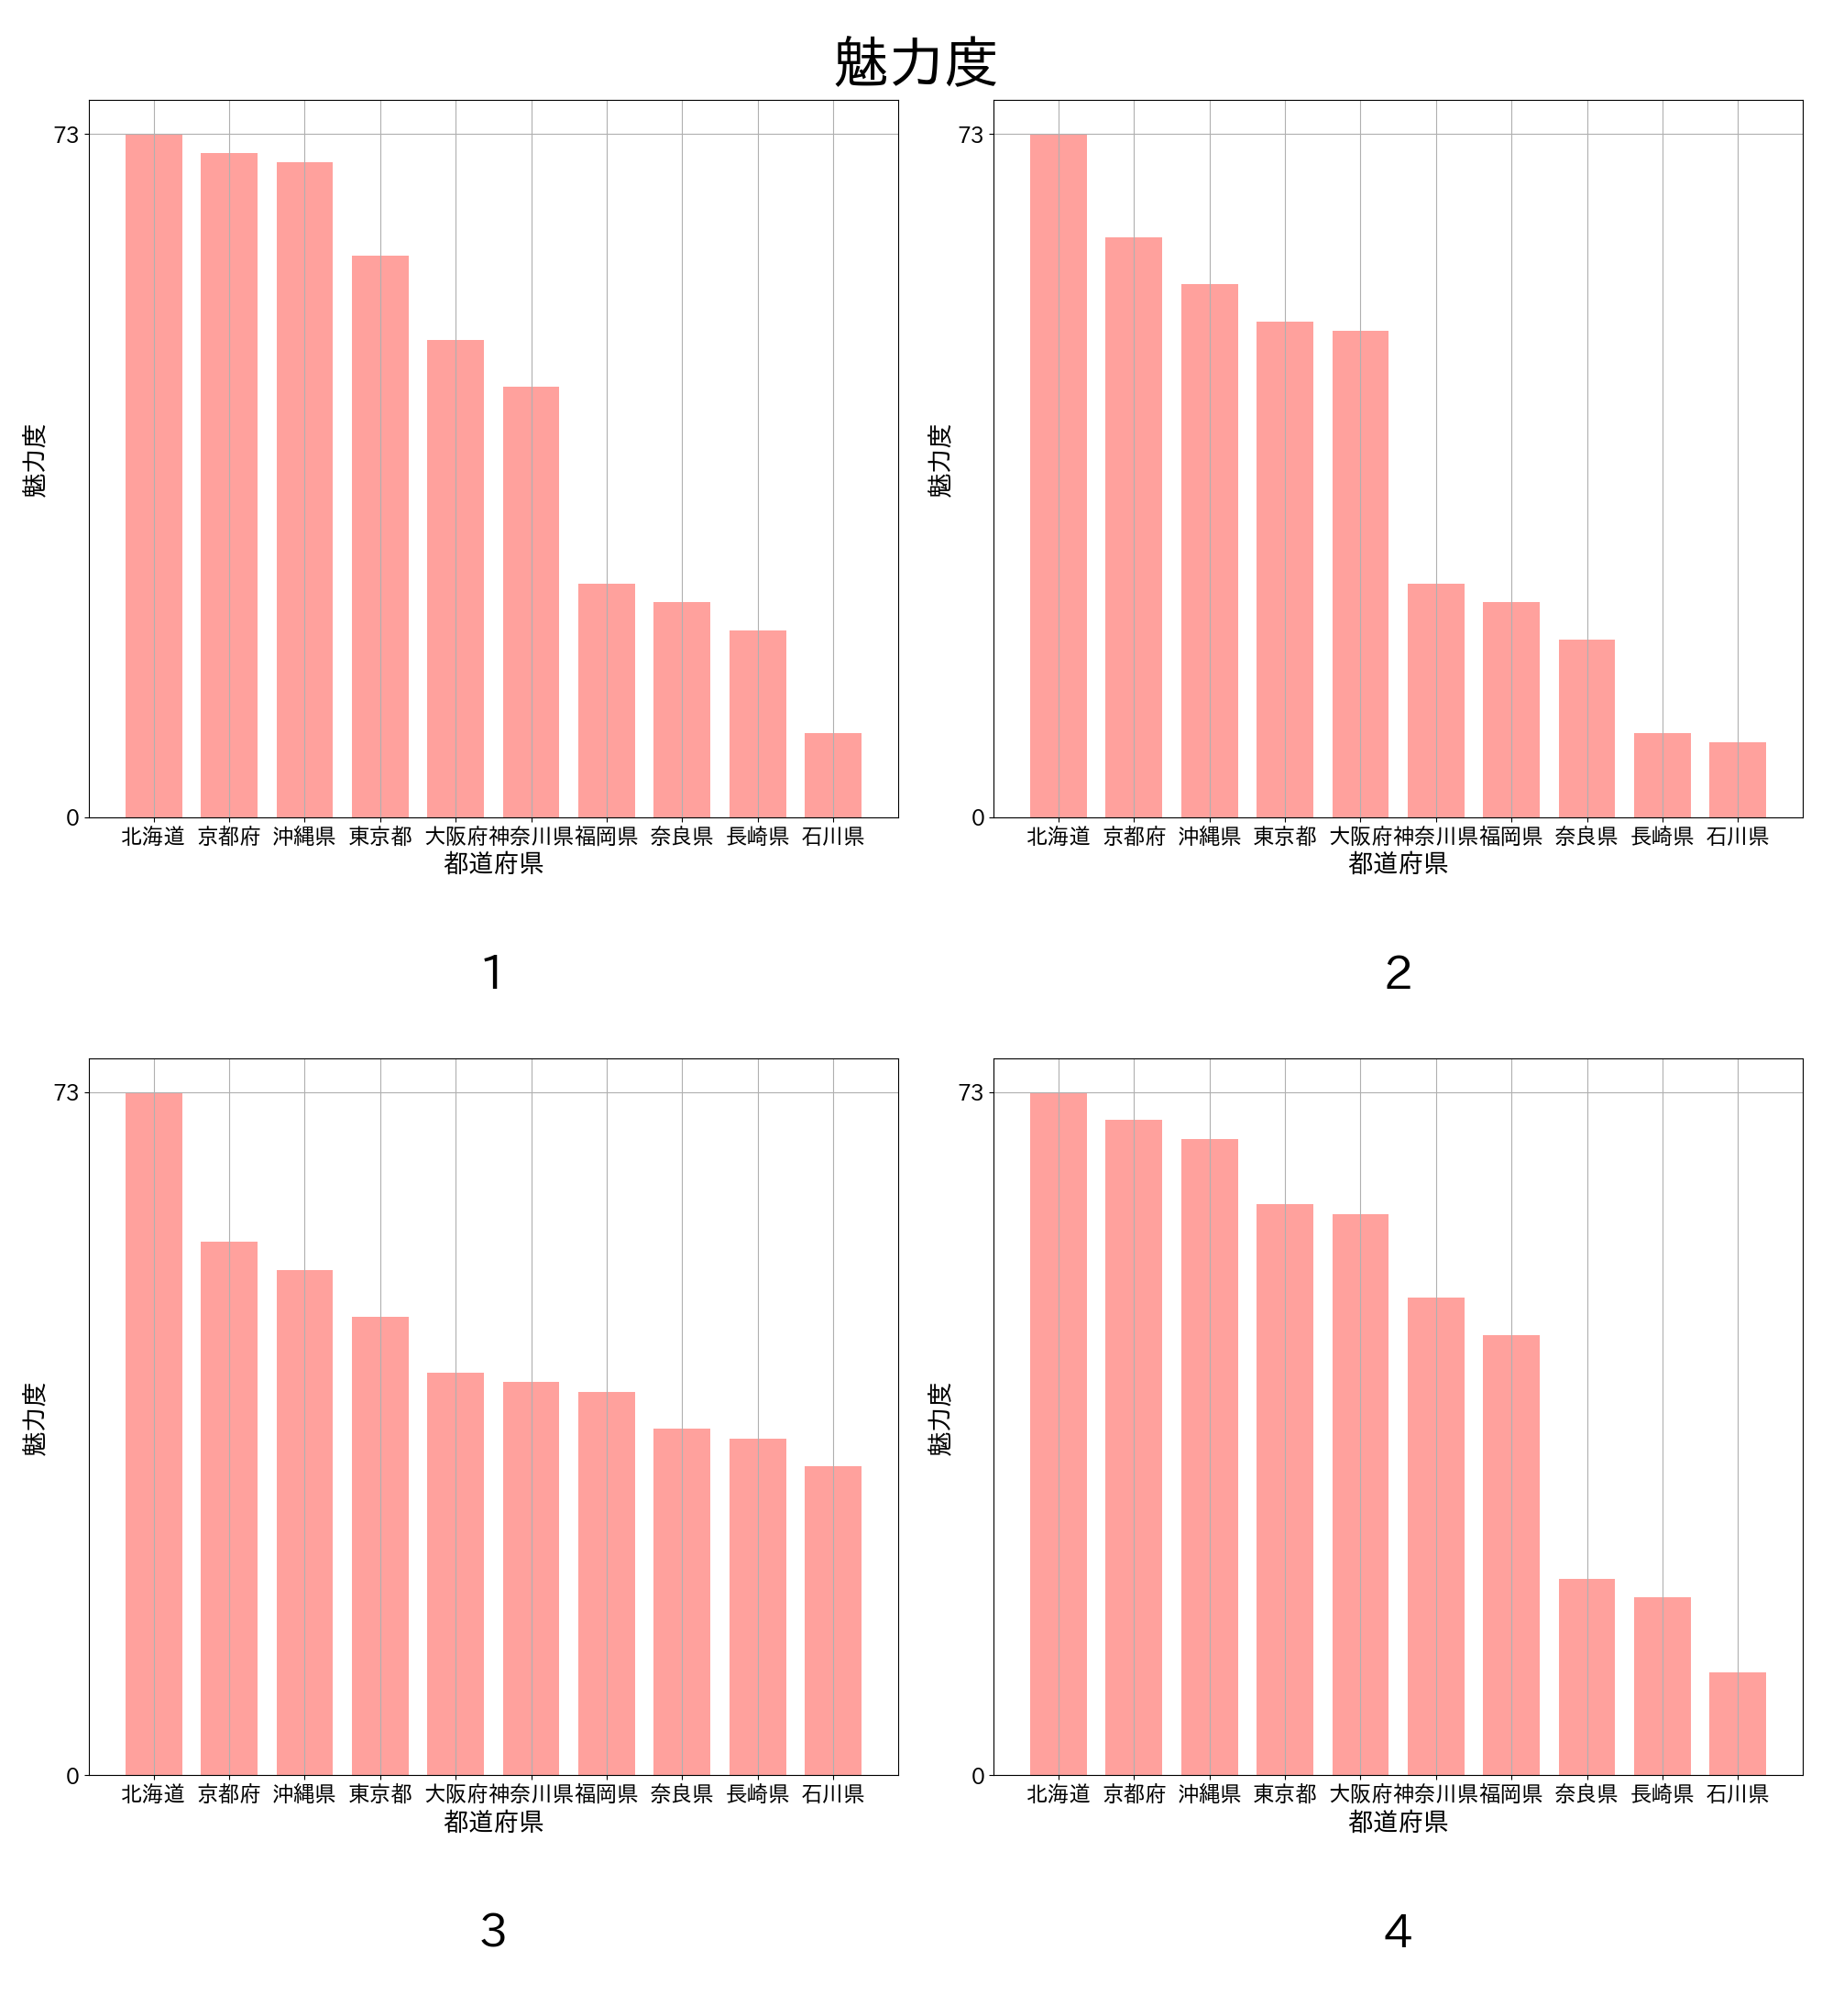 魅力度
73
0
魅力度
北海道 京都府 沖縄県 東京都 大阪府 神奈川県 福岡県 奈良県 長崎県 石川県
都道府県
1
73
0
魅力度
北海道 京都府 沖縄県 東京都 大阪府 神奈川県 福岡県 奈良県 長崎県 石川県
都道府県
2
73
0
魅力度
北海道 京都府 沖縄県 東京都 大阪府 神奈川県 福岡県 奈良県 長崎県 石川県
都道府県
3
73
0
魅力度
北海道 京都府 沖縄県 東京都 大阪府 神奈川県 福岡県 奈良県 長崎県 石川県
都道府県
4